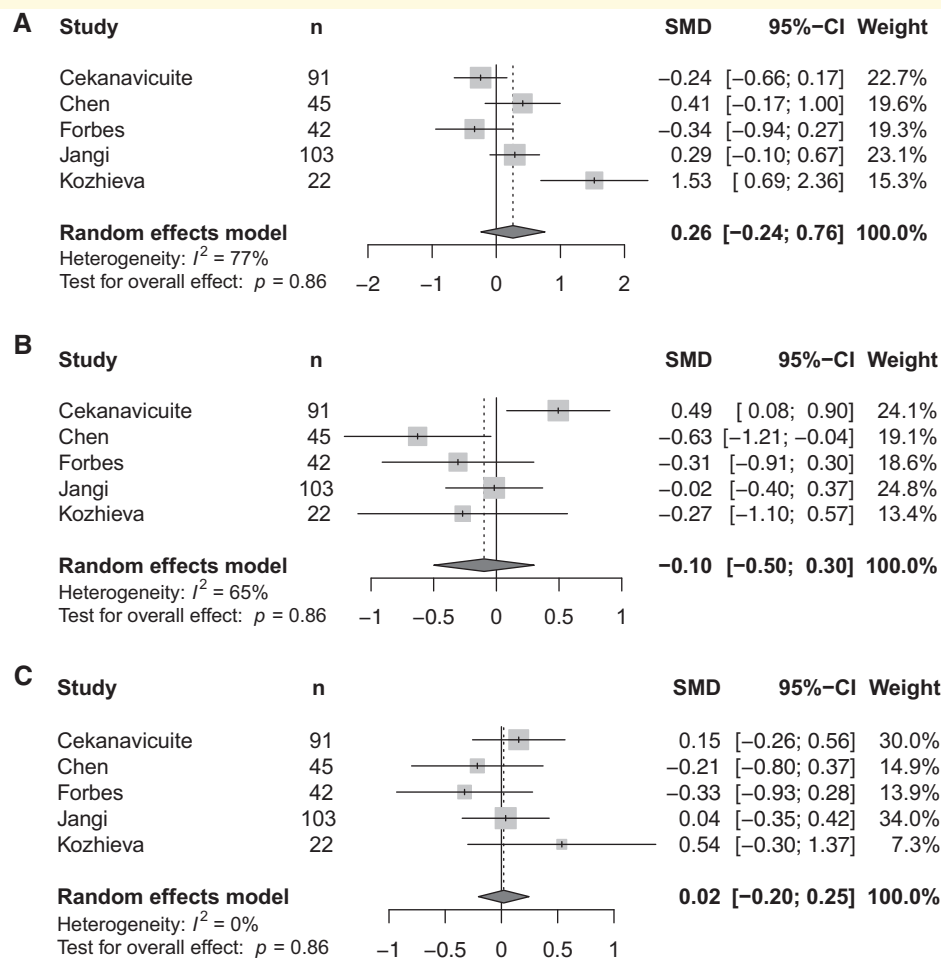 A Study n SMD 95%−CI Weight
Cekanavicuite 91 −0.24 [−0.66; 0.17] 22.7%
Chen 45 0.41 [−0.17; 1.00] 19.6%
Forbes 42 −0.34 [−0.94; 0.27] 19.3%
Jangi 103 0.29 [−0.10; 0.67] 23.1%
Kozhieva 22 1.53 [ 0.69; 2.36] 15.3%
Random effects model 0.26 [−0.24; 0.76] 100.0%
Heterogeneity: I² = 77%
Test for overall effect: p = 0.86
−2 −1 0 1 2
B Study n SMD 95%−CI Weight
Cekanavicuite 91 0.49 [ 0.08; 0.90] 24.1%
Chen 45 −0.63 [−1.21; −0.04] 19.1%
Forbes 42 −0.31 [−0.91; 0.30] 18.6%
Jangi 103 −0.02 [−0.40; 0.37] 24.8%
Kozhieva 22 −0.27 [−1.10; 0.57] 13.4%
Random effects model −0.10 [−0.50; 0.30] 100.0%
Heterogeneity: I² = 65%
Test for overall effect: p = 0.86
−1 −0.5 0 0.5 1
C Study n SMD 95%−CI Weight
Cekanavicuite 91 0.15 [−0.26; 0.56] 30.0%
Chen 45 −0.21 [−0.80; 0.37] 14.9%
Forbes 42 −0.33 [−0.93; 0.28] 13.9%
Jangi 103 0.04 [−0.35; 0.42] 34.0%
Kozhieva 22 0.54 [−0.30; 1.37] 7.3%
Random effects model 0.02 [−0.20; 0.25] 100.0%
Heterogeneity: I² = 0%
Test for overall effect: p = 0.86
−1 −0.5 0 0.5 1